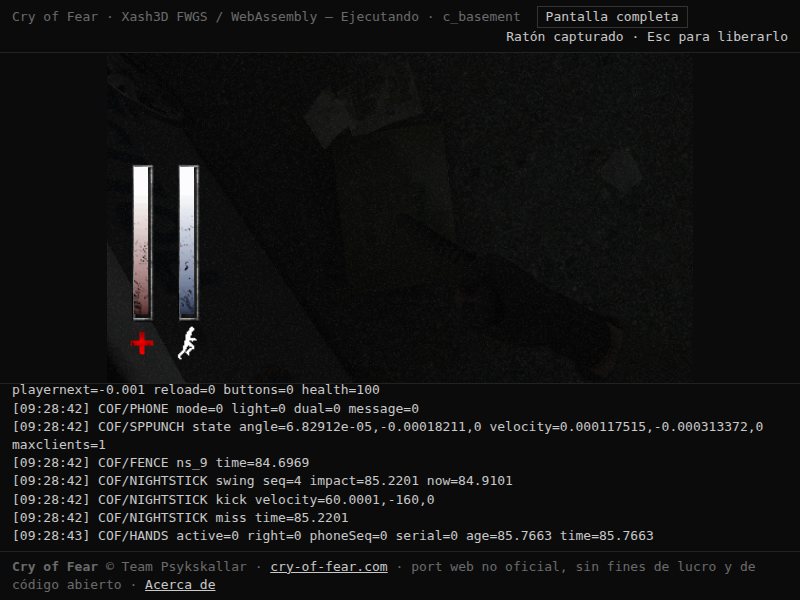 Cry of Fear · Xash3D FWGS / WebAssembly — Ejecutando · c_basement
Pantalla completa
Ratón capturado · Esc para liberarlo
playernext=-0.001 reload=0 buttons=0 health=100
[09:28:42] COF/PHONE mode=0 light=0 dual=0 message=0
[09:28:42] COF/SPPUNCH state angle=6.82912e-05,-0.00018211,0 velocity=0.000117515,-0.000313372,0
maxclients=1
[09:28:42] COF/FENCE ns_9 time=84.6969
[09:28:42] COF/NIGHTSTICK swing seq=4 impact=85.2201 now=84.9101
[09:28:42] COF/NIGHTSTICK kick velocity=60.0001,-160,0
[09:28:42] COF/NIGHTSTICK miss time=85.2201
[09:28:43] COF/HANDS active=0 right=0 phoneSeq=0 serial=0 age=85.7663 time=85.7663
Cry of Fear © Team Psykskallar · cry-of-fear.com · port web no oficial, sin fines de lucro y de
código abierto · Acerca de